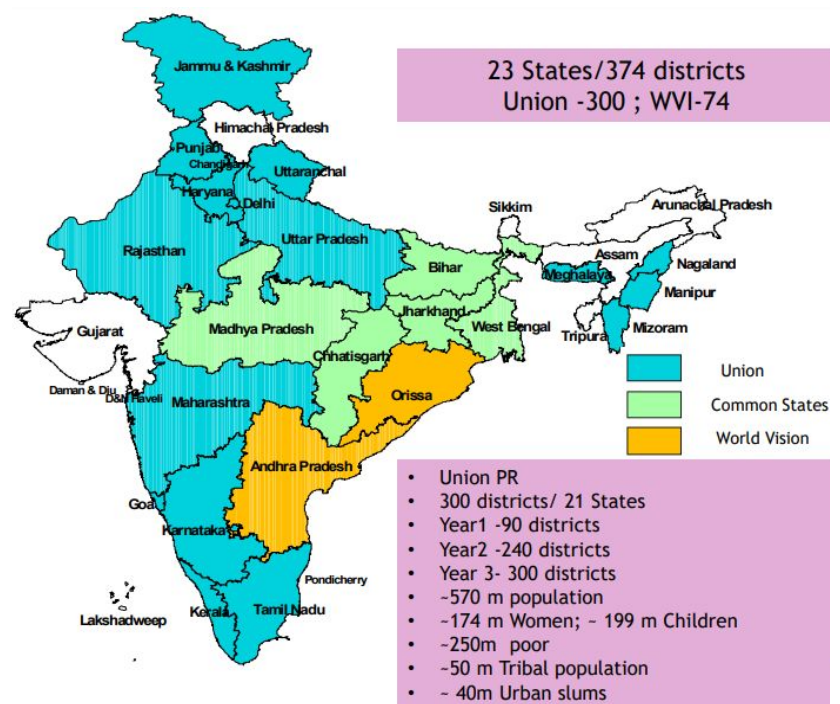 23 States/374 districts
Union -300 ; WVI-74
Jammu & Kashmir
Himachal Pradesh
Punjab
Chandigarh
Uttaranchal
Haryana
Delhi
Sikkim
Arunachal Pradesh
Rajasthan
Uttar Pradesh
Assam
Nagaland
Bihar
Meghalaya
Manipur
Gujarat
Madhya Pradesh
Jharkhand
West Bengal
Tripura
Mizoram
Chhatisgarh
Daman & Diu
D&N Haveli
Maharashtra
Orissa
Union
Common States
World Vision
Andhra Pradesh
Goa
Karnataka
Pondicherry
Lakshadweep
Kerala
Tamil Nadu
• Union PR
• 300 districts/ 21 States
• Year1 -90 districts
• Year2 -240 districts
• Year 3- 300 districts
• ~570 m population
• ~174 m Women; ~ 199 m Children
• ~250m poor
• ~50 m Tribal population
• ~ 40m Urban slums